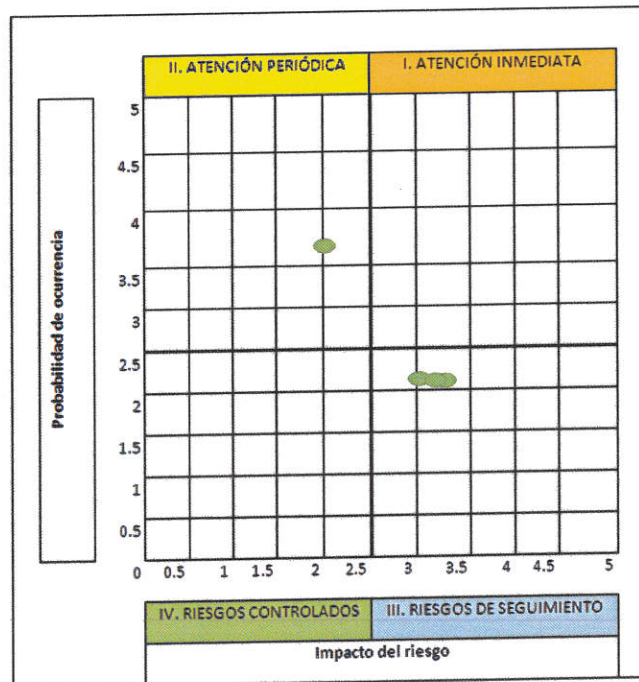 II. ATENCIÓN PERIÓDICA
I. ATENCIÓN INMEDIATA
Probabilidad de ocurrencia
5
4.5
4
3.5
3
2.5
2
1.5
1
0.5
0 0.5 1 1.5 2 2.5 3 3.5 4 4.5 5
IV. RIESGOS CONTROLADOS
III. RIESGOS DE SEGUIMIENTO
Impacto del riesgo